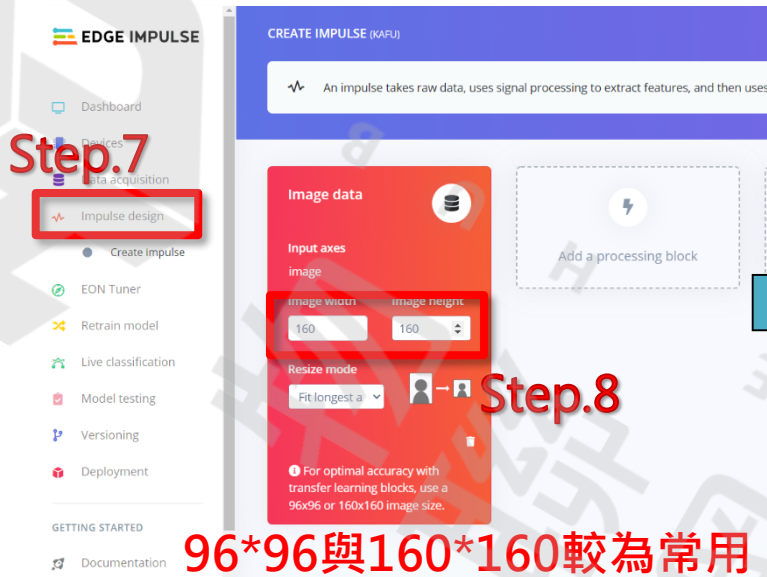 EDGE IMPULSE
CREATE IMPULSE (KAFU)
An impulse takes raw data, uses signal processing to extract features, and then uses
Dashboard
Devices
Step.7
Data acquisition
Impulse design
Create impulse
EON Tuner
Retrain model
Live classification
Model testing
Versioning
Deployment
GETTING STARTED
Documentation
Image data
Input axes
image
Image width Image height
160 160
Resize mode
Fit longest a
Step.8
For optimal accuracy with
transfer learning blocks, use a
96x96 or 160x160 image size.
Add a processing block
96*96與160*160較為常用